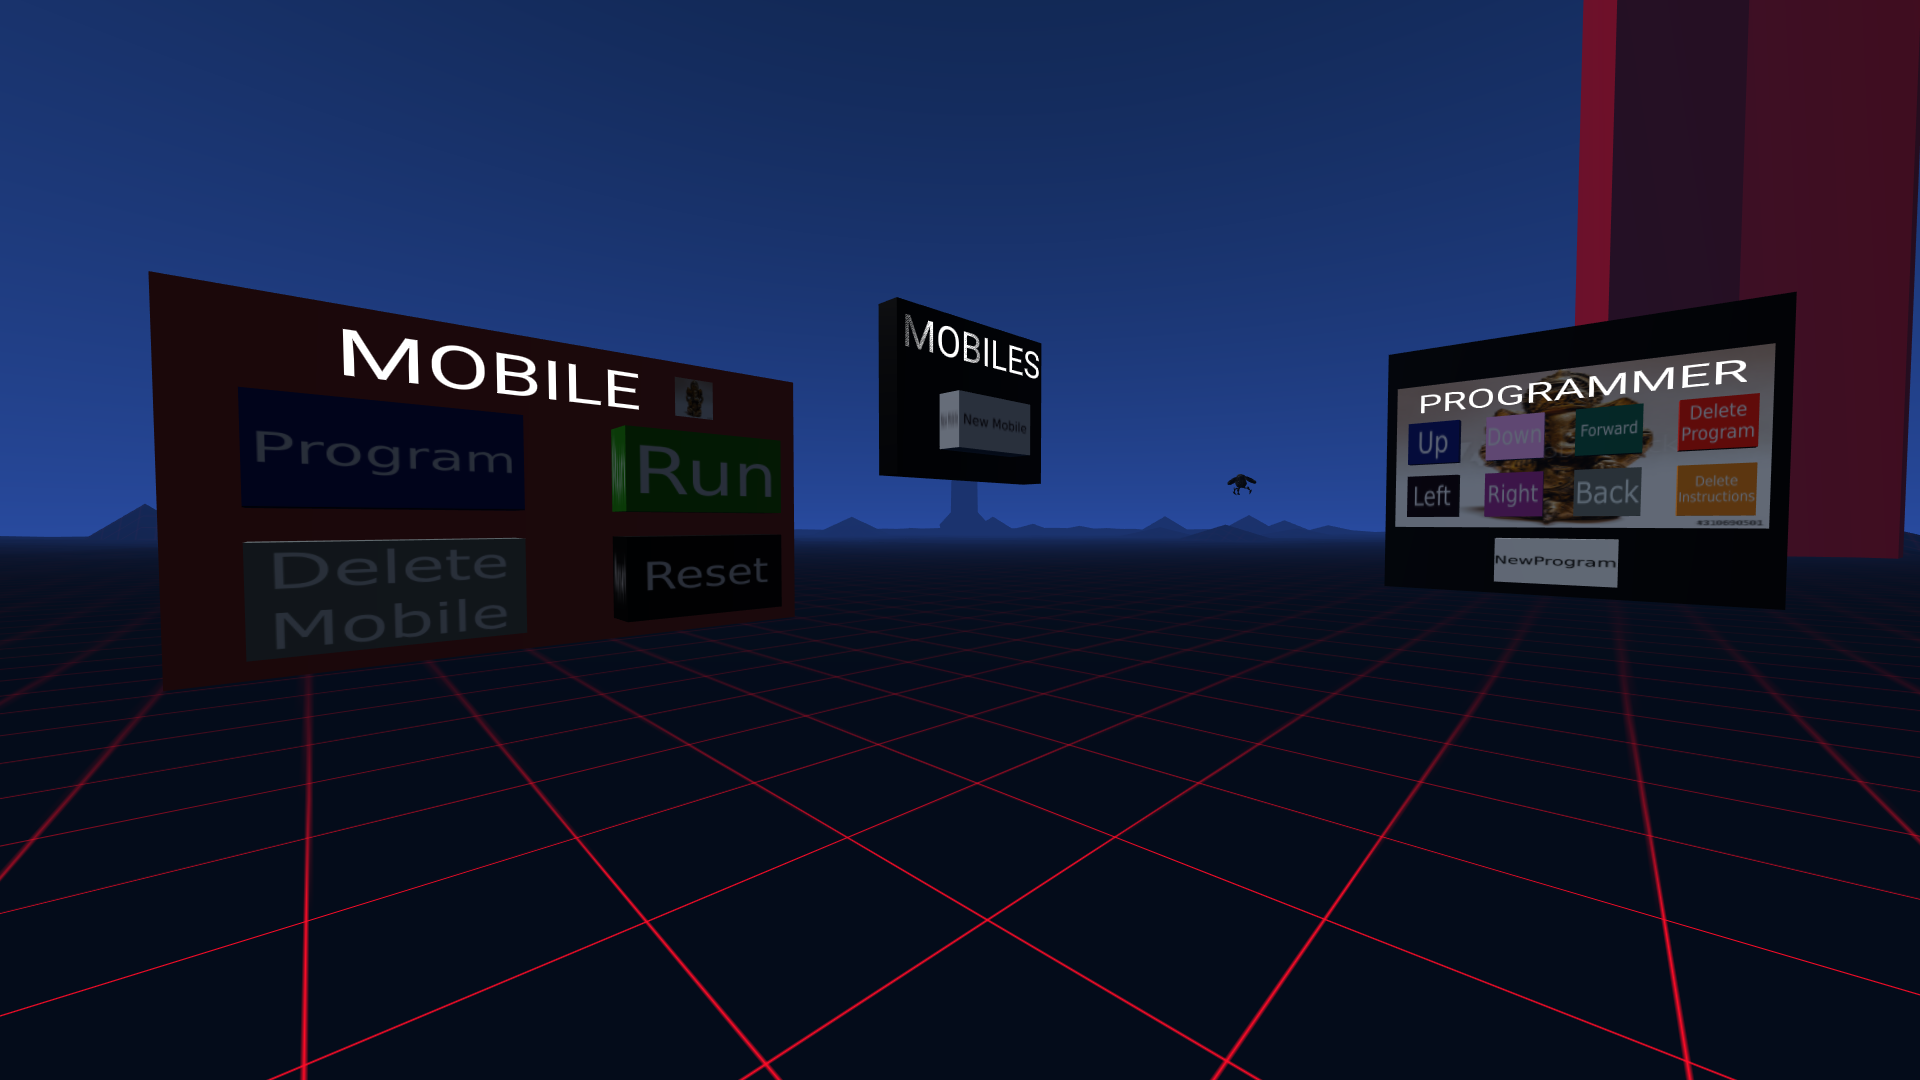 MOBILE
Program
Run
Delete
Mobile
Reset
MOBILES
New Mobile
PROGRAMMER
Up
Down
Forward
Delete
Program
Left
Right
Back
Delete
Instructions
NewProgram